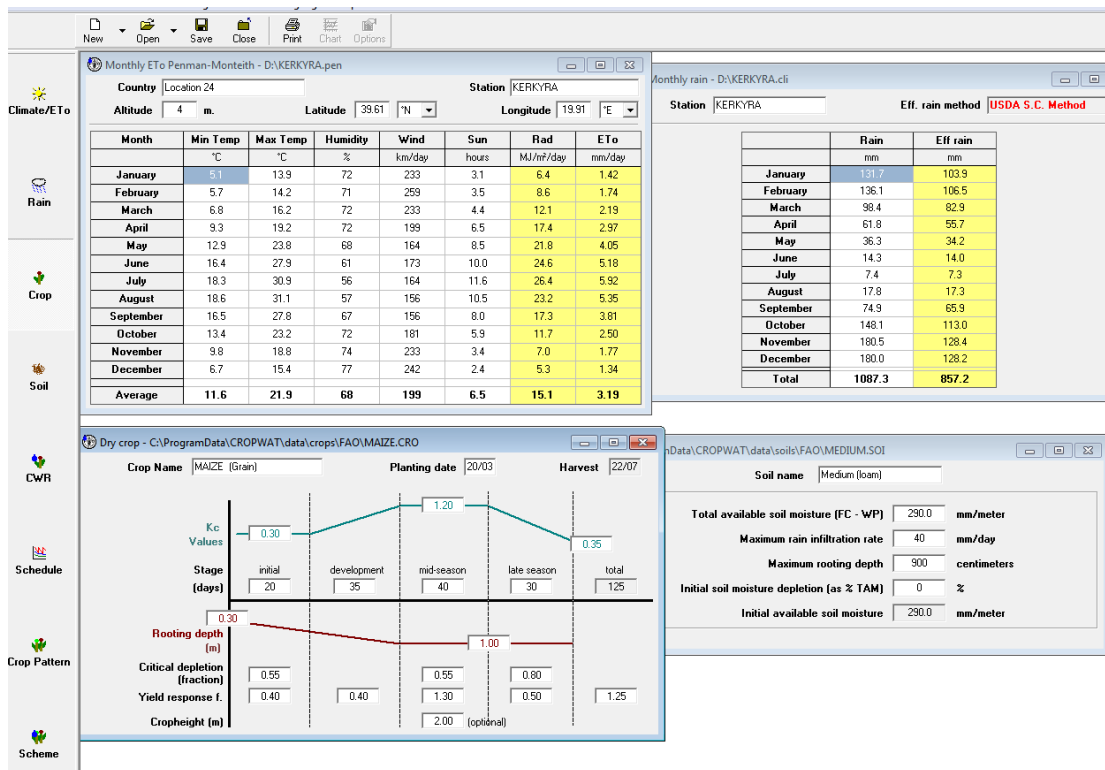 New Open Save Close Print Chart Options
Climate/ETo
Rain
Crop
Soil
CWR
Schedule
Crop Pattern
Scheme
Monthly ETo Penman-Monteith - D:\KERKYRA.pen
Country Location 24 Station KERKYRA
Altitude 4 m. Latitude 39.61 °N Longitude 19.91 °E
Month Min Temp Max Temp Humidity Wind Sun Rad ETo
°C °C % km/day hours MJ/m²/day mm/day
January 5.1 13.9 72 233 3.1 6.4 1.42
February 5.7 14.2 71 259 3.5 8.6 1.74
March 6.8 16.2 72 233 4.4 12.1 2.19
April 9.3 19.2 72 199 6.5 17.4 2.97
May 12.9 23.8 68 164 8.5 21.8 4.05
June 16.4 27.9 61 173 10.0 24.6 5.18
July 18.3 30.9 56 164 11.6 26.4 5.92
August 18.6 31.1 57 156 10.5 23.2 5.35
September 16.5 27.8 67 156 8.0 17.3 3.81
October 13.4 23.2 72 181 5.9 11.7 2.50
November 9.8 18.8 74 233 3.4 7.0 1.77
December 6.7 15.4 77 242 2.4 5.3 1.34
Average 11.6 21.9 68 199 6.5 15.1 3.19
Monthly rain - D:\KERKYRA.cli
Station KERKYRA Eff. rain method USDA S.C. Method
Rain Eff rain
mm mm
January 131.7 103.9
February 136.1 106.5
March 98.4 82.9
April 61.8 55.7
May 36.3 34.2
June 14.3 14.0
July 7.4 7.3
August 17.8 17.3
September 74.9 65.9
October 148.1 113.0
November 180.5 128.4
December 180.0 128.2
Total 1087.3 857.2
Dry crop - C:\ProgramData\CROPWAT\data\crops\FAO\MAIZE.CRO
Crop Name MAIZE (Grain) Planting date 20/03 Harvest 22/07
1.20
Kc
Values
0.30
0.35
Stage initial development mid-season late season total
(days) 20 35 40 30 125
0.30
Rooting depth
(m)
1.00
Critical depletion
(fraction) 0.55 0.55 0.80
Yield response f. 0.40 0.40 1.30 0.50 1.25
Cropheight (m) 2.00 (optional)
mData\CROPWAT\data\soils\FAO\MEDIUM.SOI
Soil name Medium (loam)
Total available soil moisture (FC - WP) 290.0 mm/meter
Maximum rain infiltration rate 40 mm/day
Maximum rooting depth 900 centimeters
Initial soil moisture depletion (as % TAM) 0 %
Initial available soil moisture 290.0 mm/meter